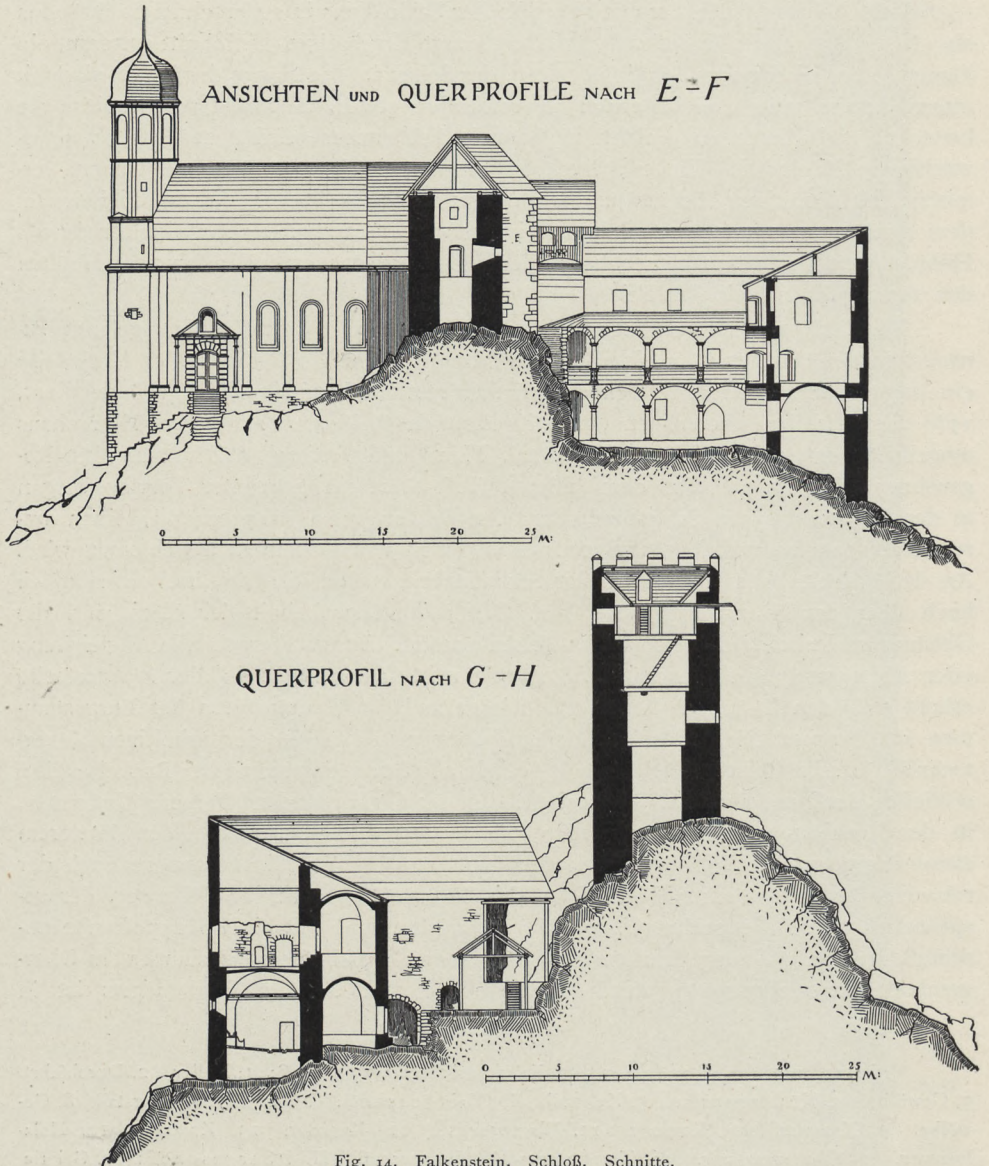 ANSICHTEN UND QUERPROFILE NACH E-F
E
0 5 10 15 20 25 M:
QUERPROFIL NACH G-H
0 5 10 15 20 25 M:
Fig. 14. Falkenstein. Schloß. Schnitte.